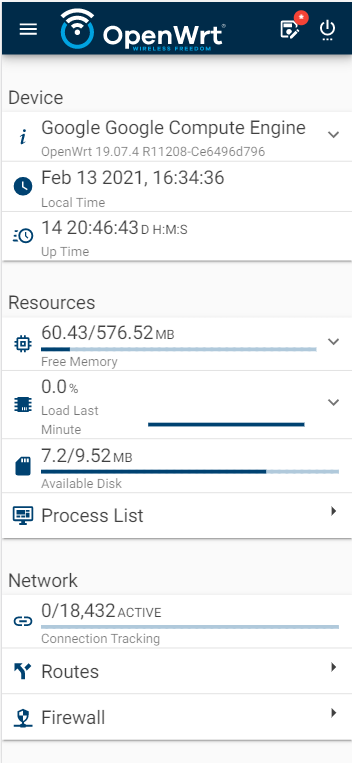 OpenWrt
WIRELESS FREEDOM
Device
Google Google Compute Engine
OpenWrt 19.07.4 R11208-Ce6496d796
Feb 13 2021, 16:34:36
Local Time
14 20:46:43 D H:M:S
Up Time
Resources
60.43/576.52 MB
Free Memory
0.0 %
Load Last
Minute
7.2/9.52 MB
Available Disk
Process List
Network
0/18,432 ACTIVE
Connection Tracking
Routes
Firewall